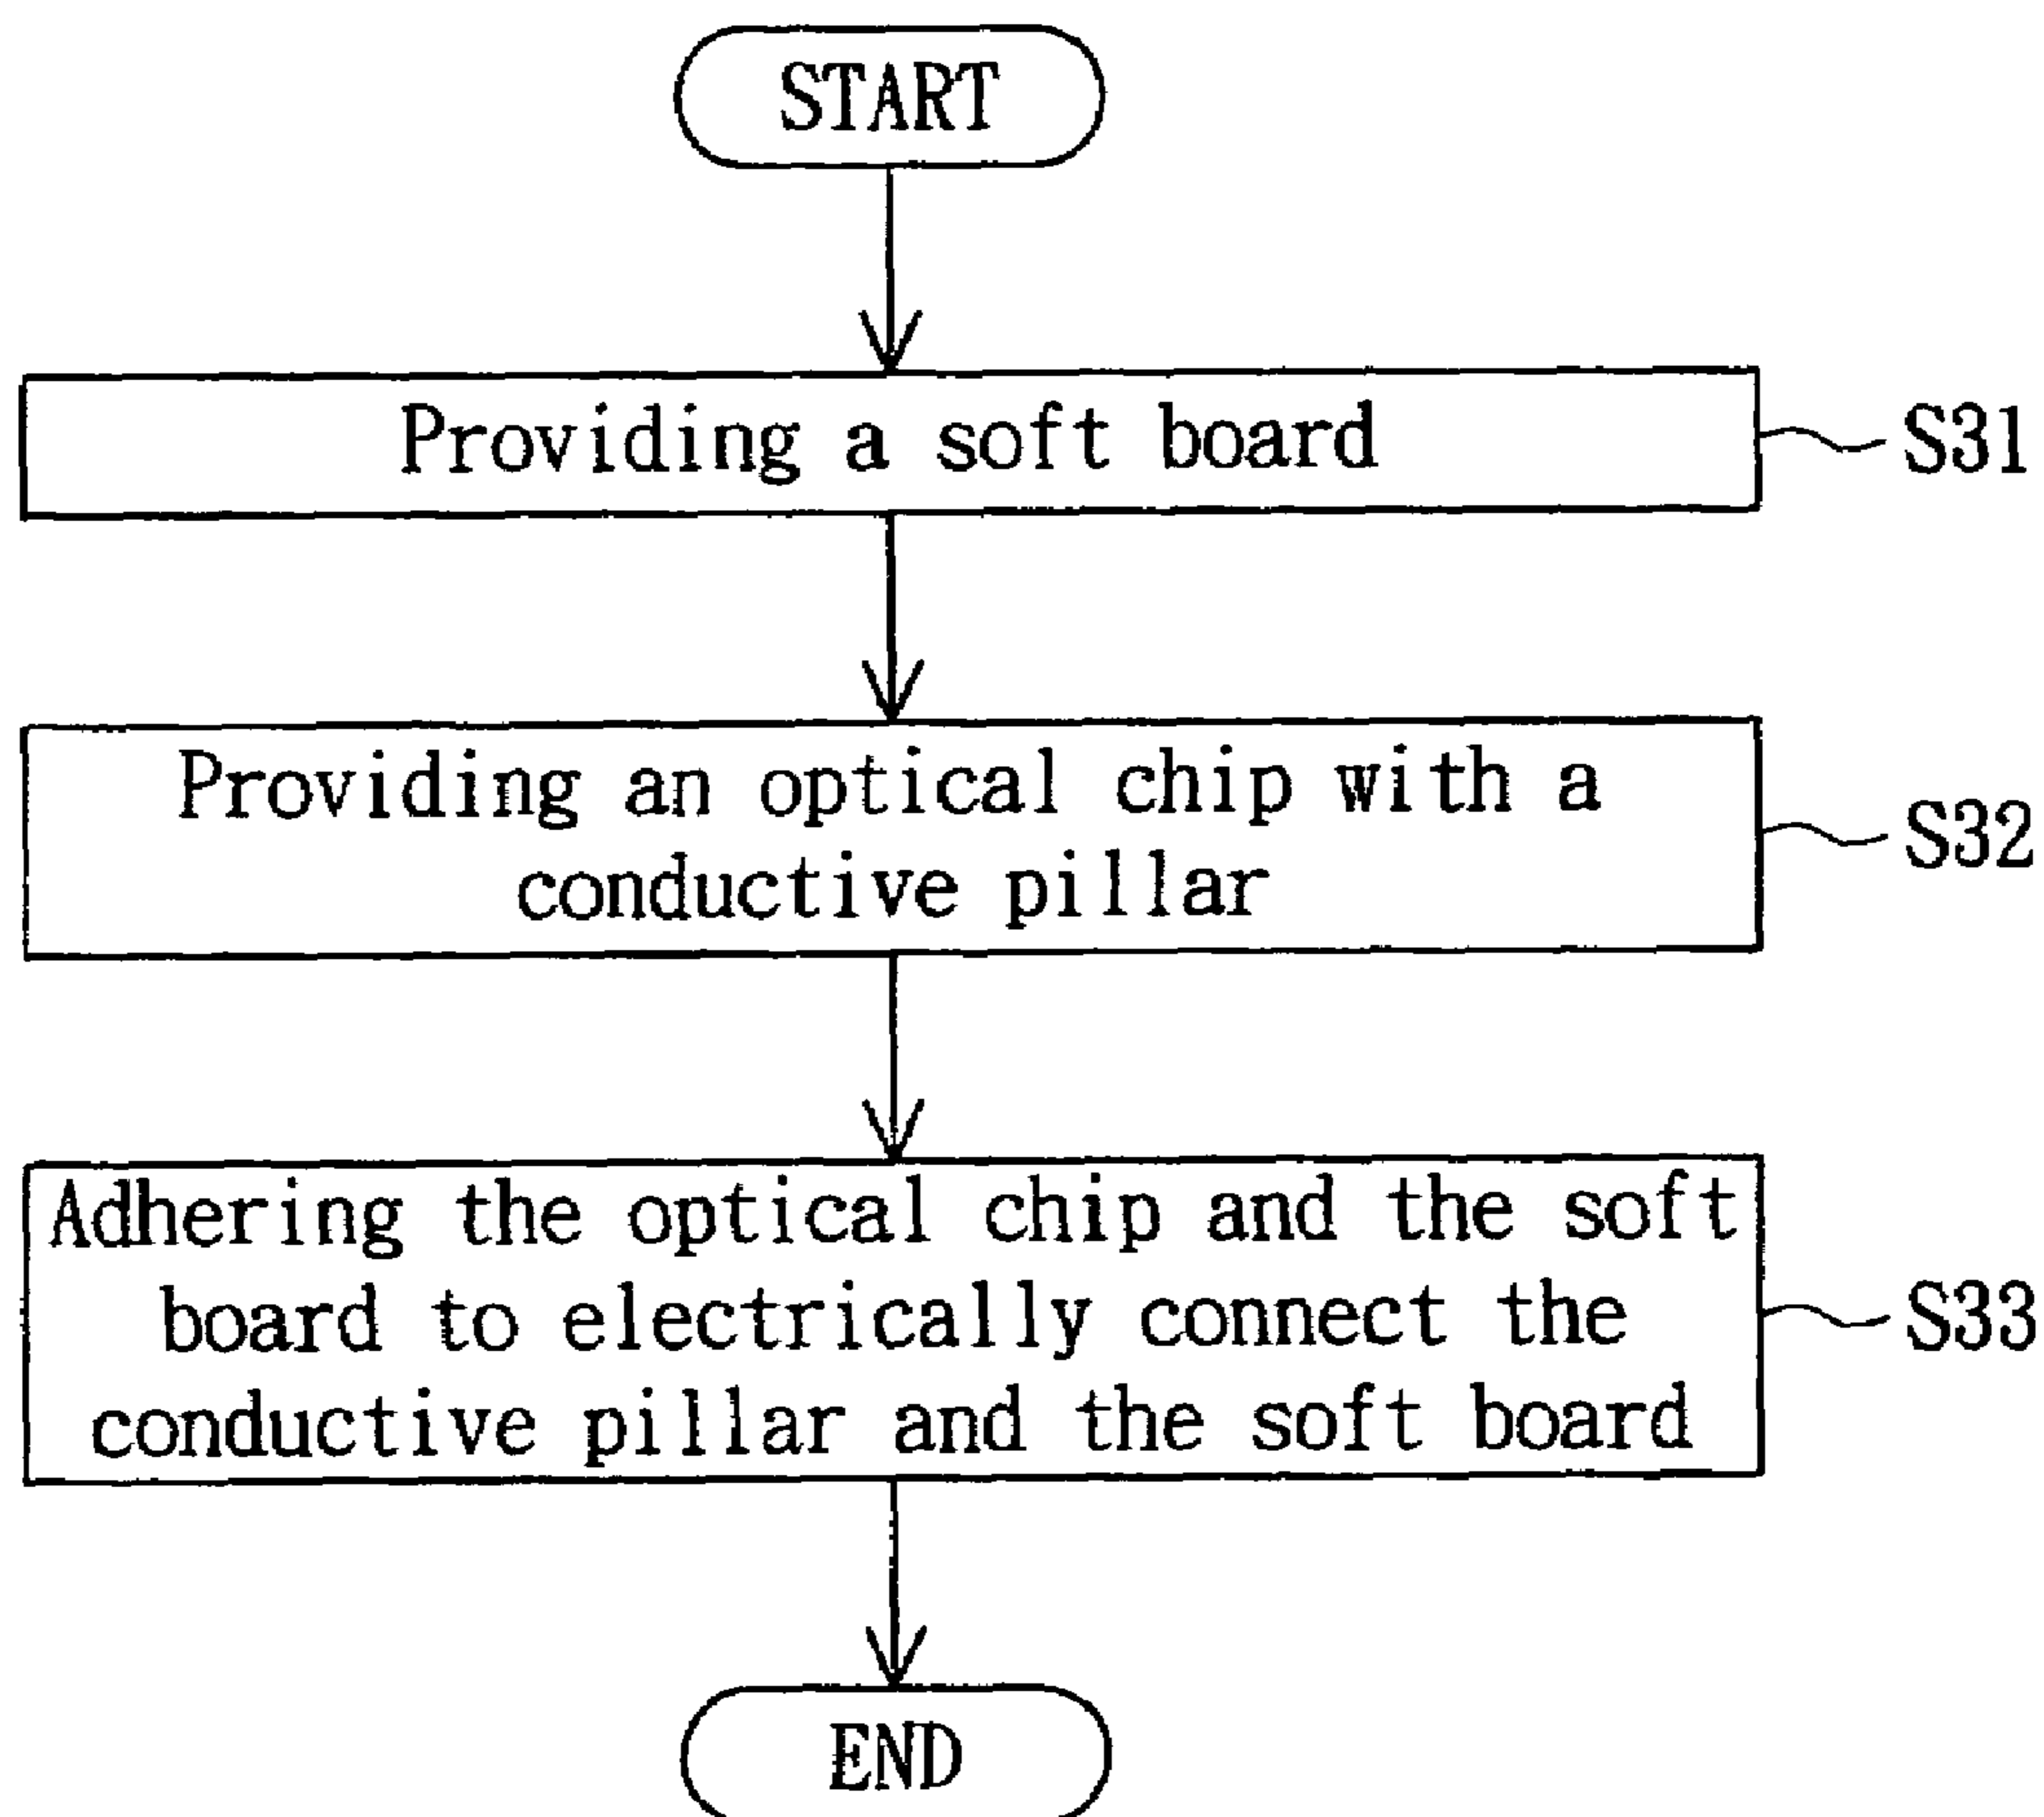 START
Providing a soft board
S31
Providing an optical chip with a
conductive pillar
S32
Adhering the optical chip and the soft
board to electrically connect the
conductive pillar and the soft board
S33
END